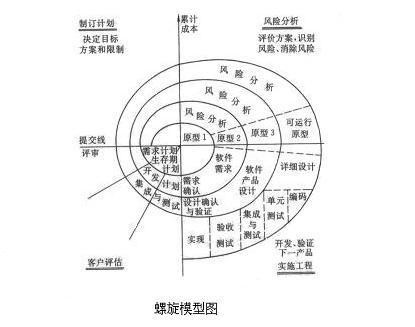 制订计划
决定目标
方案和限制
累计
成本
风险分析
评价方案,识别
风险、消除风险
风险分析
风险分析
风险分析
原型1
原型2
原型3
可运行
原型
提交线
评审
需求计划
生存期
计划
开发计划
集成与测试
软件
需求
需求
确认
软件
产品
设计
详细设计
设计确认
与验证
编码
单元
测试
集成
与
测试
验收
测试
实现
客户评估
开发、验证
下一产品
实施工程
螺旋模型图